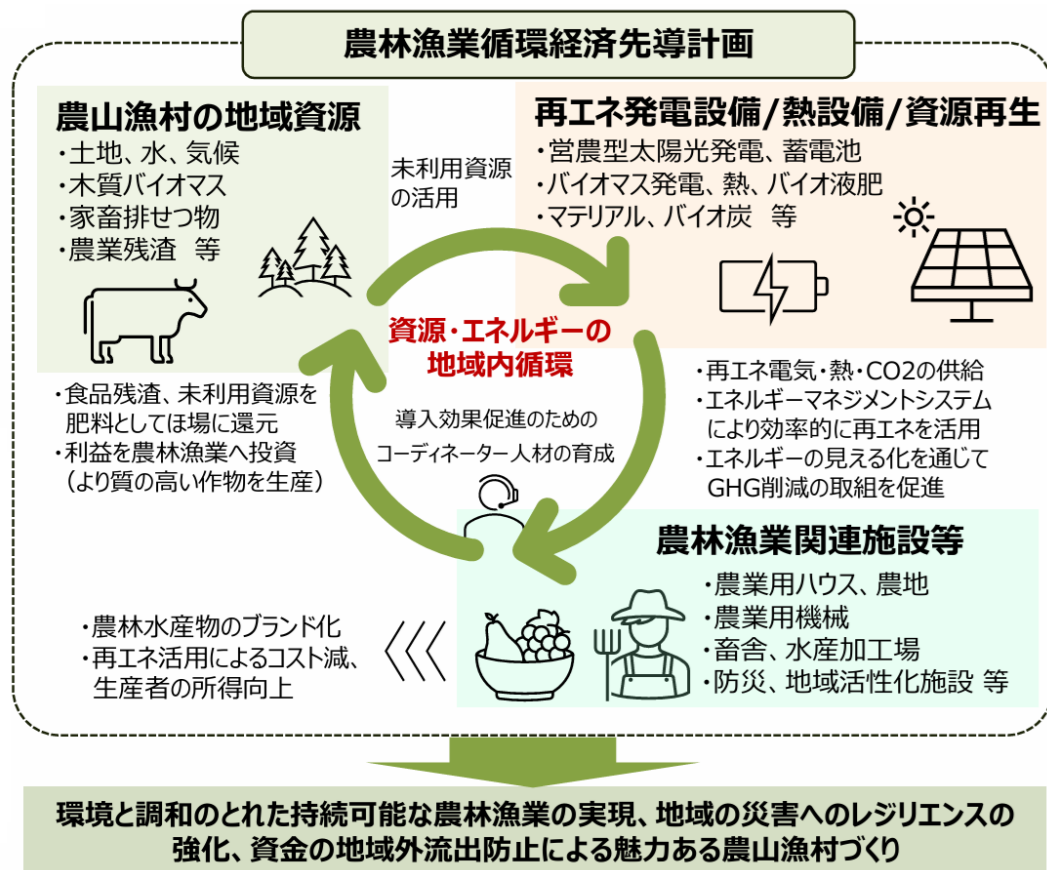 農林漁業循環経済先導計画
農山漁村の地域資源
・土地、水、気候
・木質バイオマス
・家畜排せつ物
・農業残渣 等
未利用資源
の活用
再エネ発電設備/熱設備/資源再生
・営農型太陽光発電、蓄電池
・バイオマス発電、熱、バイオ液肥
・マテリアル、バイオ炭 等
資源・エネルギーの
地域内循環
導入効果促進のための
コーディネーター人材の育成
・食品残渣、未利用資源を
肥料としてほ場に還元
・利益を農林漁業へ投資
（より質の高い作物を生産）
・再エネ電気・熱・CO2の供給
・エネルギーマネジメントシステム
により効率的に再エネを活用
・エネルギーの見える化を通じて
GHG削減の取組を促進
農林漁業関連施設等
・農業用ハウス、農地
・農業用機械
・畜舎、水産加工場
・防災、地域活性化施設 等
・農林水産物のブランド化
・再エネ活用によるコスト減、
生産者の所得向上
環境と調和のとれた持続可能な農林漁業の実現、地域の災害へのレジリエンスの
強化、資金の地域外流出防止による魅力ある農山漁村づくり